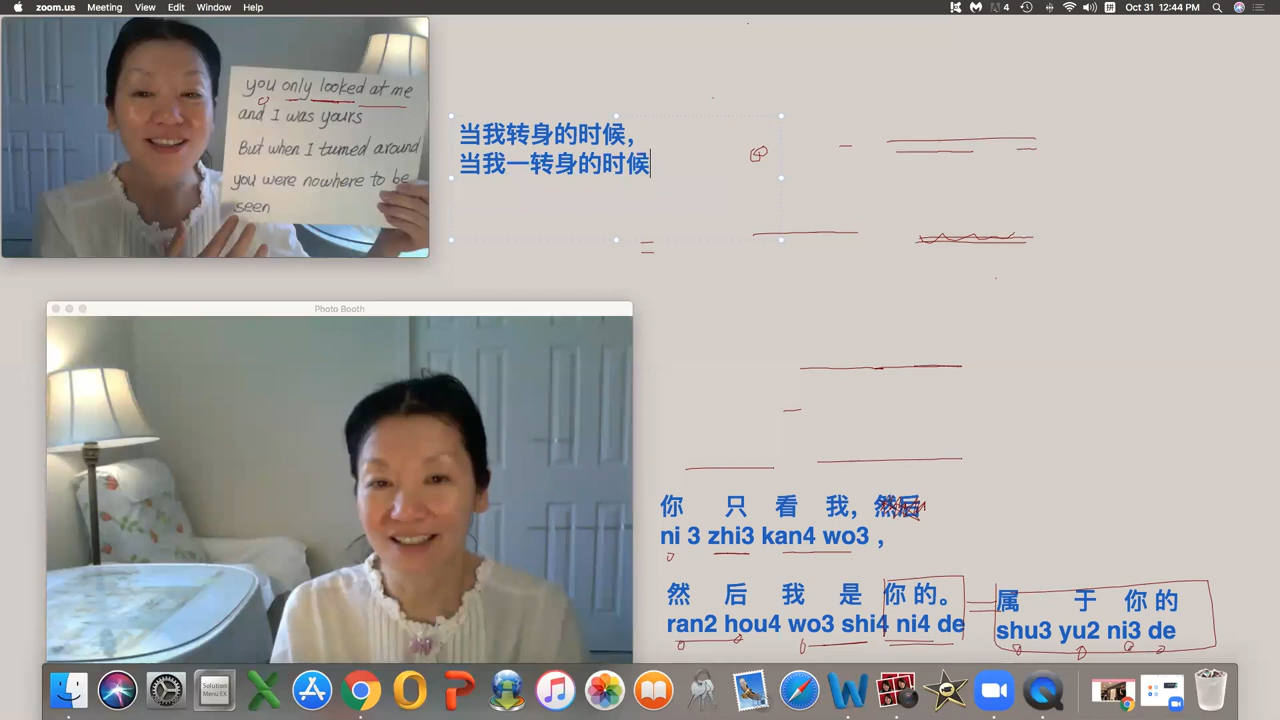 zoom.us Meeting View Edit Window Help
4
Oct 31 12:44 PM
you only looked at me
and I was yours
But when I turned around
you were nowhere to be
seen
当我转身的时候，
当我一转身的时候
Photo Booth
你 只 看 我，然后
ni 3 zhi3 kan4 wo3 ,
然 后 我 是 你 的。
ran2 hou4 wo3 shi4 ni4 de
属 于 你 的
shu3 yu2 ni3 de
Solution
Menu EX